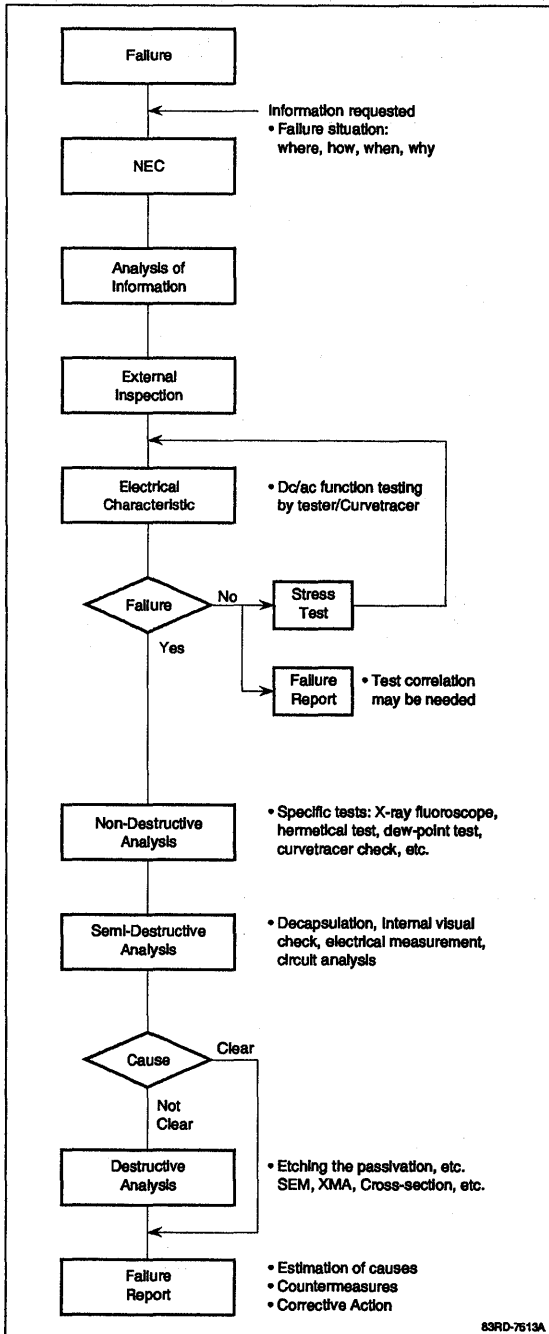 Failure
Information requested
• Failure situation:
where, how, when, why
NEC
Analysis of
Information
External
Inspection
Electrical
Characteristic
• Dc/ac function testing
by tester/Curvetracer
Failure
No
Yes
Stress
Test
Failure
Report
• Test correlation
may be needed
Non-Destructive
Analysis
• Specific tests: X-ray fluoroscope,
hermetical test, dew-point test,
curvetracer check, etc.
Semi-Destructive
Analysis
• Decapsulation, Internal visual
check, electrical measurement,
circuit analysis
Cause
Clear
Not
Clear
Destructive
Analysis
• Etching the passivation, etc.
SEM, XMA, Cross-section, etc.
Failure
Report
• Estimation of causes
• Countermeasures
• Corrective Action
83RD-7513A